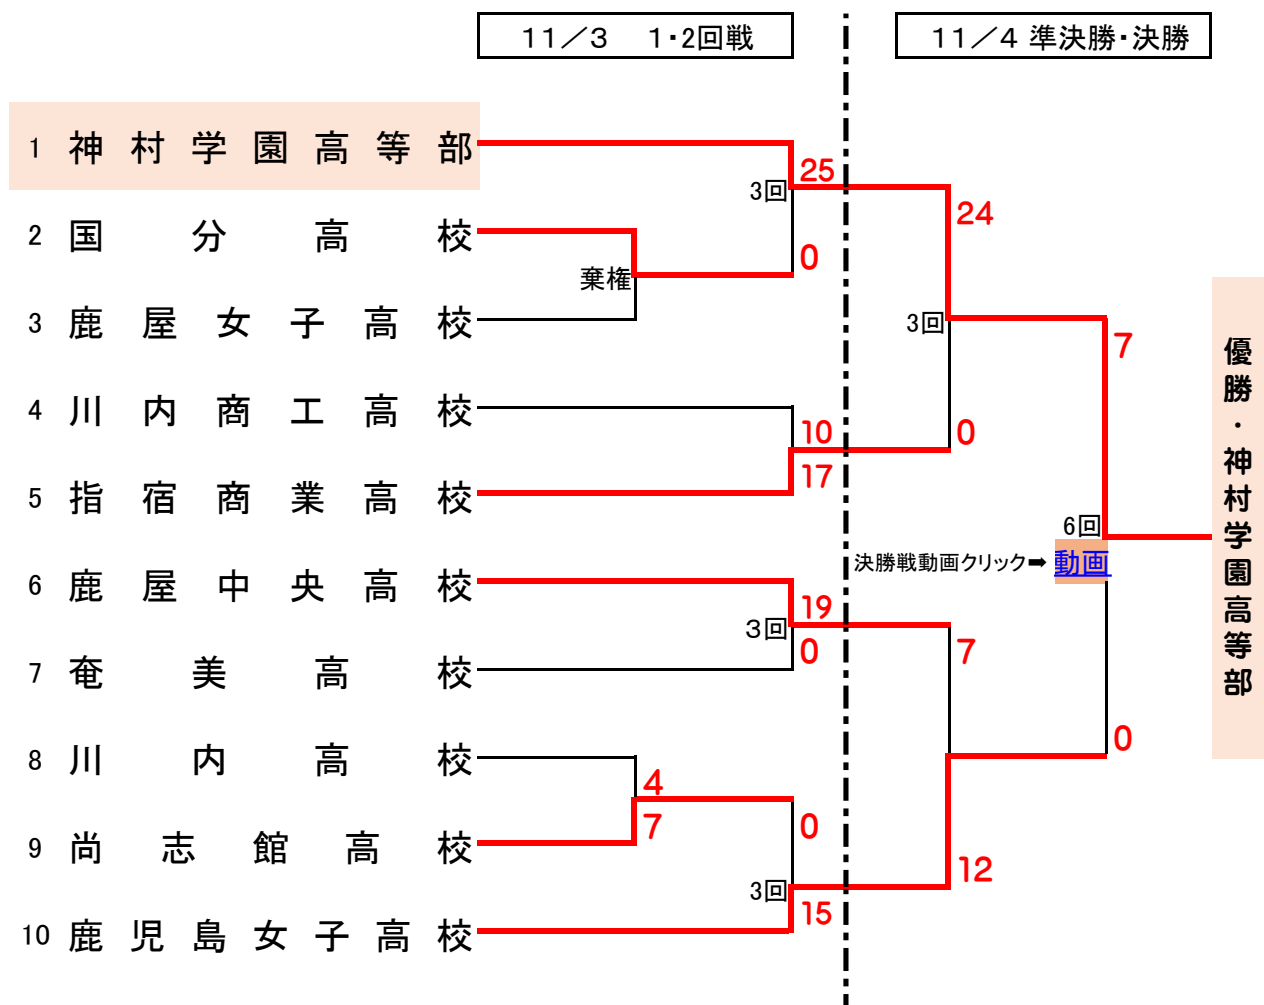 11／3　1・2回戦
11／4 準決勝・決勝
1 神村学園高等部
2 国分高校
3 鹿屋女子高校
4 川内商工高校
5 指宿商業高校
6 鹿屋中央高校
7 奄美高校
8 川内高校
9 尚志館高校
10 鹿児島女子高校
棄権
4
7
25
3回
0
10
17
19
3回
0
0
3回
15
24
3回
0
7
12
7
6回
決勝戦動画クリック➡ 動画
0
優勝・神村学園高等部